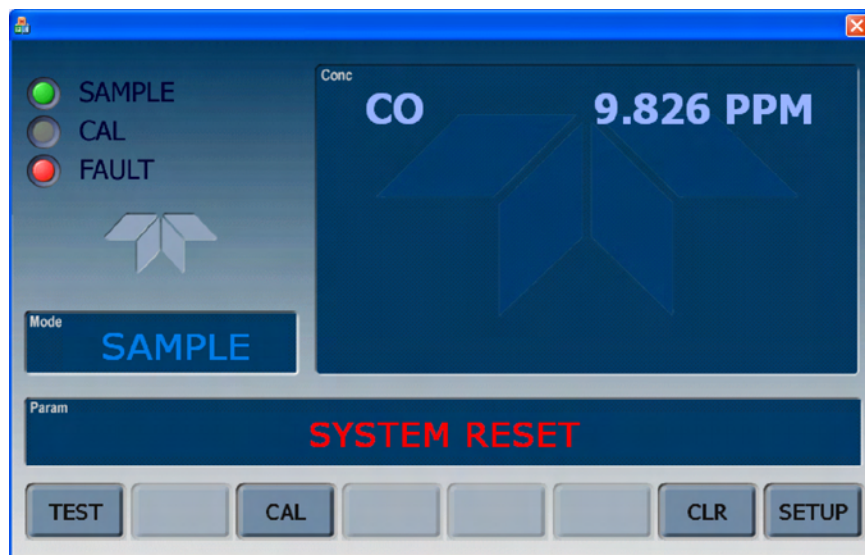 SAMPLE
CAL
FAULT
Conc
CO 9.826 PPM
Mode
SAMPLE
Param
SYSTEM RESET
TEST CAL CLR SETUP